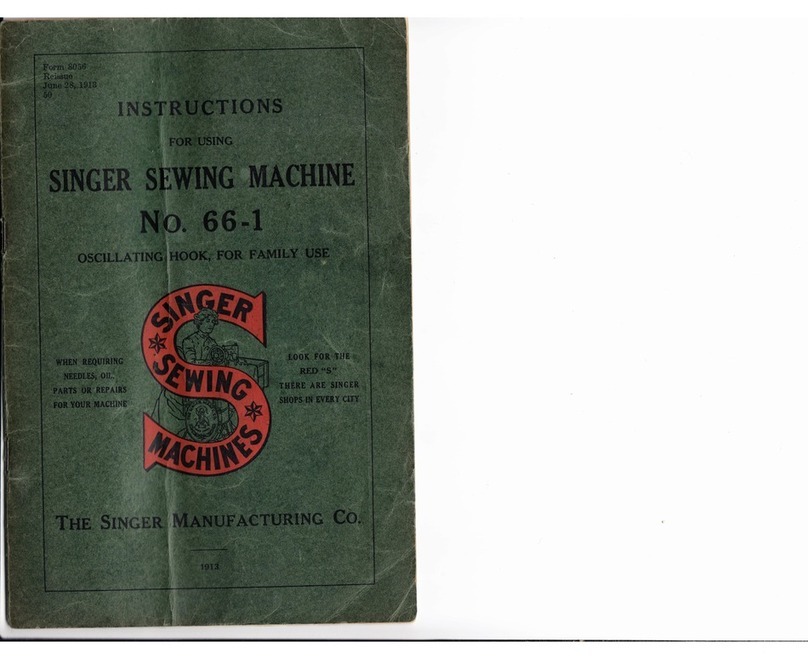 Form 8036
Reissue
June 28, 1913
50
INSTRUCTIONS
FOR USING
SINGER SEWING MACHINE
No. 66-1
OSCILLATING HOOK, FOR FAMILY USE
SINGER
SEWING
MACHINES
WHEN REQUIRING
NEEDLES, OIL,
PARTS OR REPAIRS
FOR YOUR MACHINE
LOOK FOR THE
RED "S"
THERE ARE SINGER
SHOPS IN EVERY CITY
THE SINGER MANUFACTURING CO.
1913